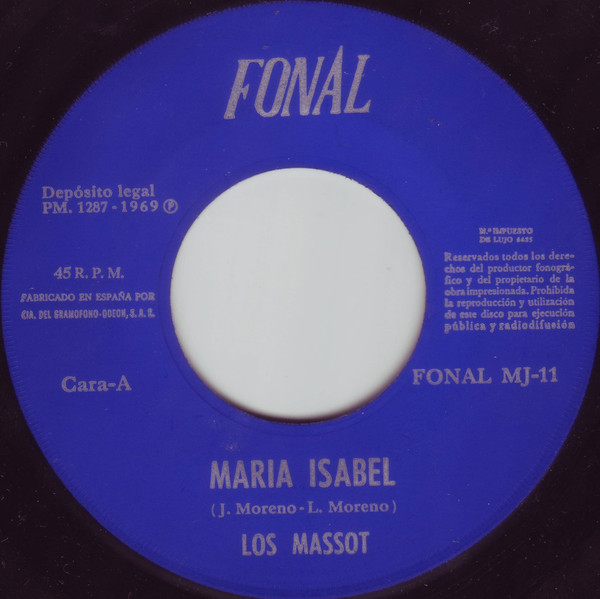 FONAL
Depósito legal
PM. 1287 - 1969 Ⓟ
N.º IMPUESTO
DE LUJO 6425
45 R. P. M.
FABRICADO EN ESPAÑA POR
CIA. DEL GRAMOFONO-ODEON, S. A. E.
Reservados todos los dere-
chos del productor fonográ-
fico y del propietario de la
obra impresionada. Prohibida
la reproducción y utilización
de este disco para ejecución
pública y radiodifusión
Cara-A
FONAL MJ-11
MARIA ISABEL
( J. Moreno - L. Moreno )
LOS MASSOT